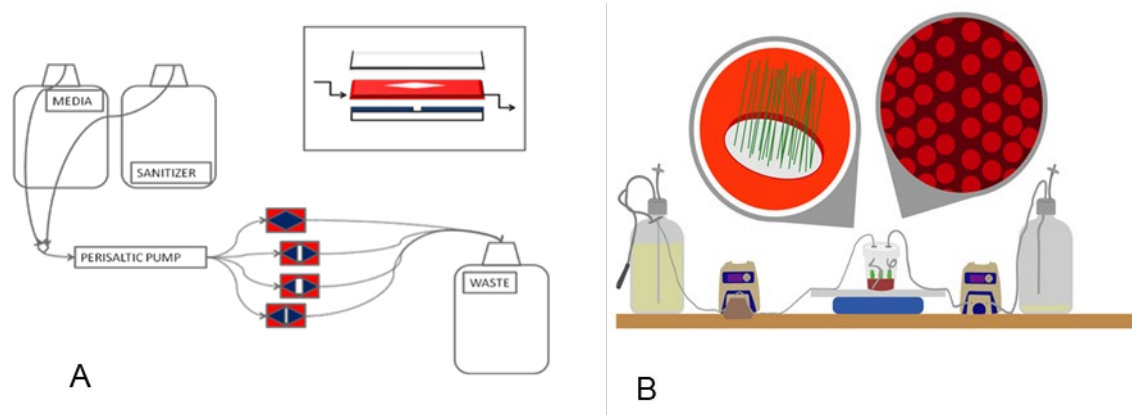 MEDIA
SANITIZER
PERISALTIC PUMP
WASTE
A
B